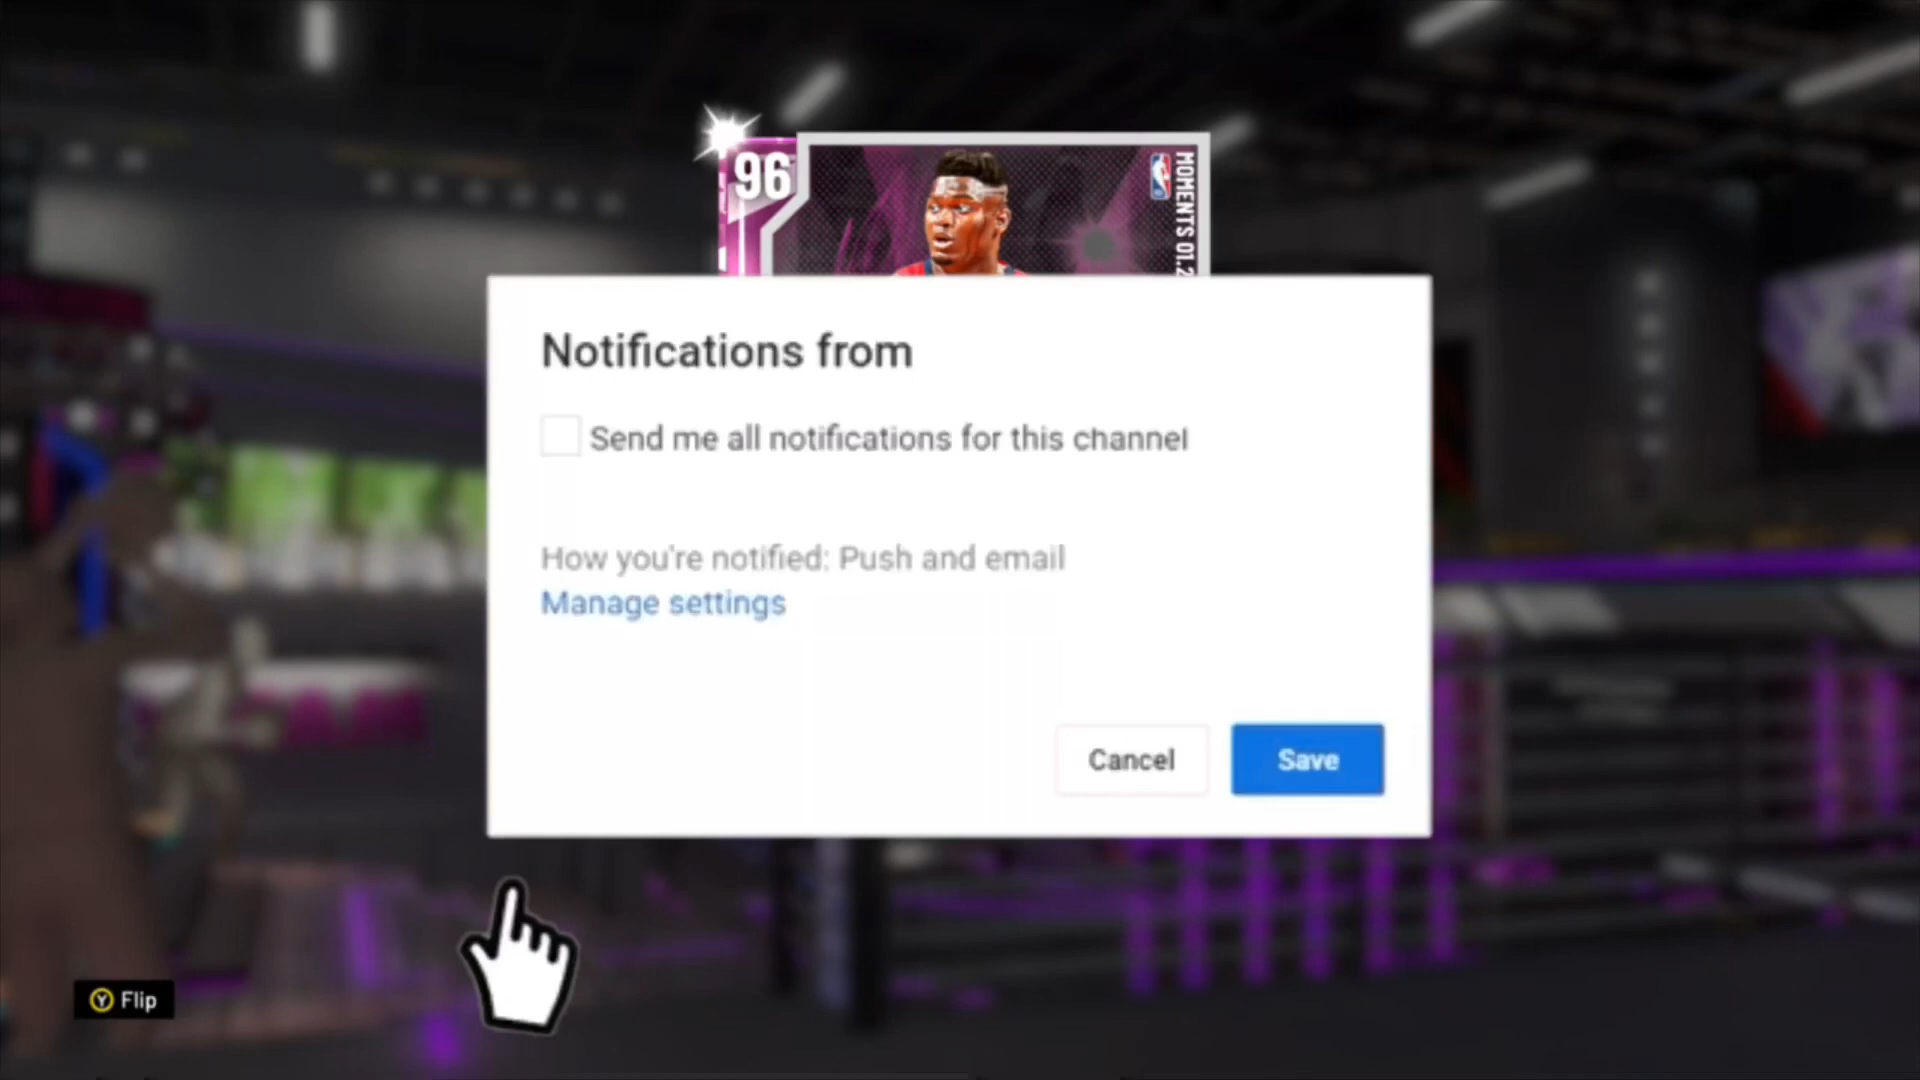 96
MOMENTS 01.2
Notifications from
Send me all notifications for this channel
How you're notified: Push and email
Manage settings
Cancel
Save
Y Flip